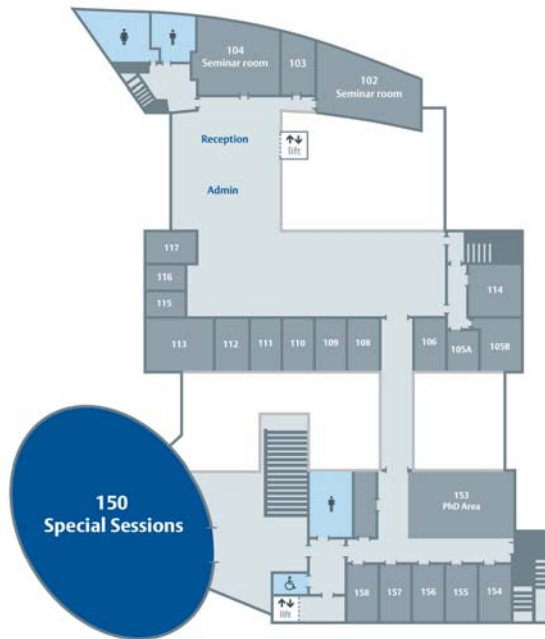 104
Seminar room
103
102
Seminar room
Reception
lift
Admin
117
116
115
114
113
112
111
110
109
108
106
105A
105B
150
Special Sessions
153
PhD Area
lift
158
157
156
155
154